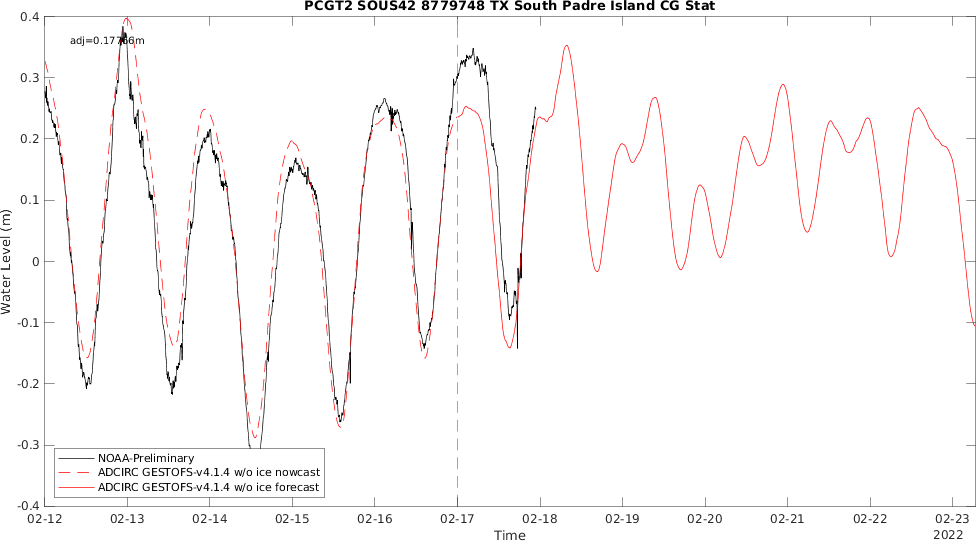 PCGT2 SOUS42 8779748 TX South Padre Island CG Stat
adj=0.17766m
0.4
0.3
0.2
0.1
0
-0.1
-0.2
-0.3
-0.4
Water Level (m)
NOAA-Preliminary
ADCIRC GESTOFS-v4.1.4 w/o ice nowcast
ADCIRC GESTOFS-v4.1.4 w/o ice forecast
02-12 02-13 02-14 02-15 02-16 02-17 02-18 02-19 02-20 02-21 02-22 02-23
Time
2022